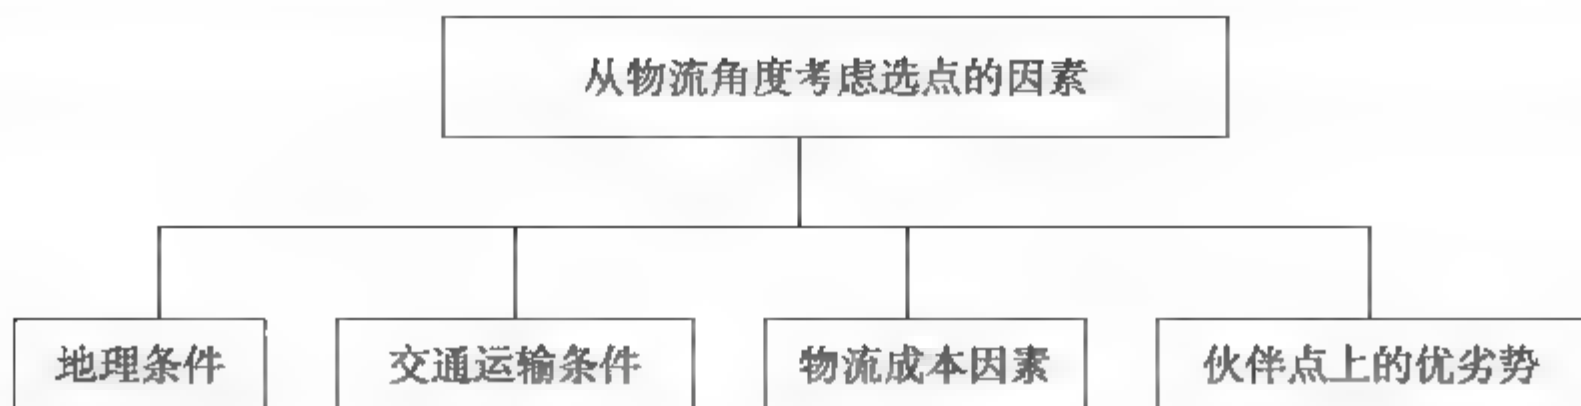 从物流角度考虑选点的因素
地理条件
交通运输条件
物流成本因素
伙伴点上的优劣势